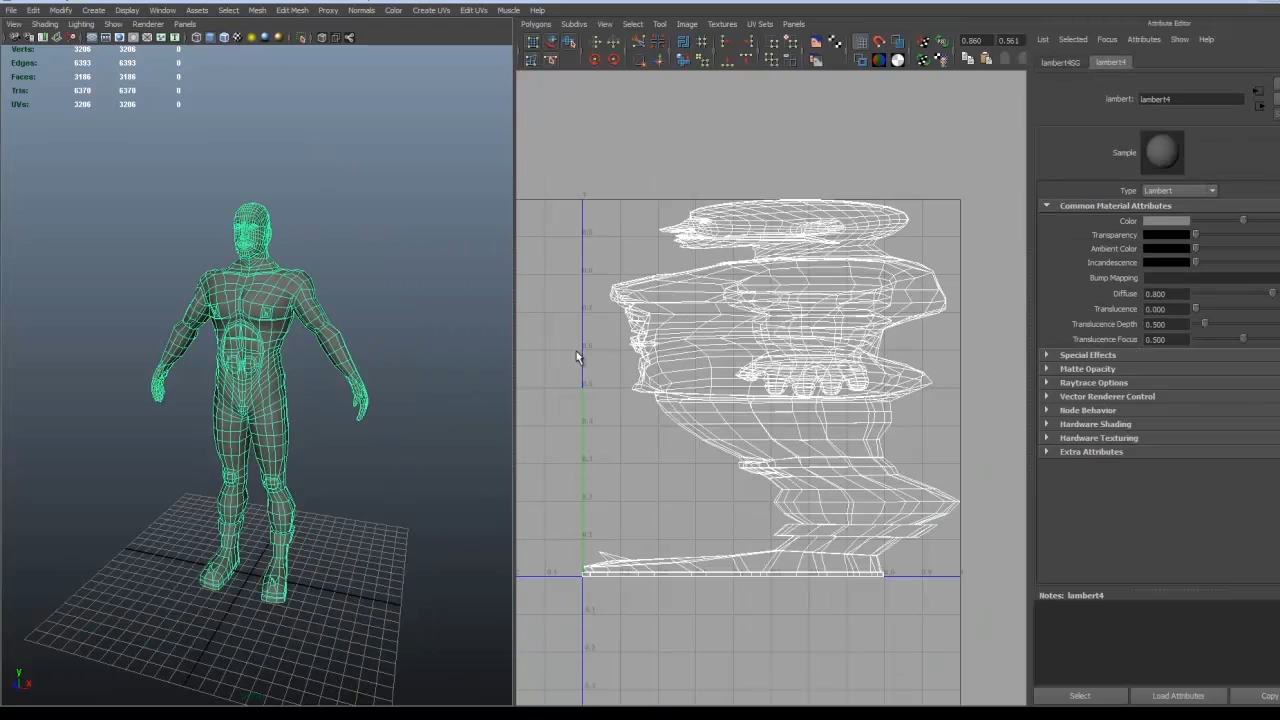 File Edit Modify Create Display Window Assets Select Mesh Edit Mesh Proxy Normals Color Create UVs Edit UVs Muscle Help
View Shading Lighting Show Renderer Panels
Polygons Subdivs View Select Tool Image Textures UV Sets Panels
Attribute Editor
List Selected Focus Attributes Show Help
0.860 0.561
Verts: 3206 3206 0
Edges: 6393 6393 0
Faces: 3186 3186 0
Tris: 6370 6370 0
UVs: 3206 3206 0
lambert4SG lambert4
lambert: lambert4
Sample
Type Lambert
Common Material Attributes
Color
Transparency
Ambient Color
Incandescence
Bump Mapping
Diffuse 0.800
Translucence 0.000
Translucence Depth 0.500
Translucence Focus 0.500
Special Effects
Matte Opacity
Raytrace Options
Vector Renderer Control
Node Behavior
Hardware Shading
Hardware Texturing
Extra Attributes
Notes: lambert4
Select Load Attributes Copy
y
x